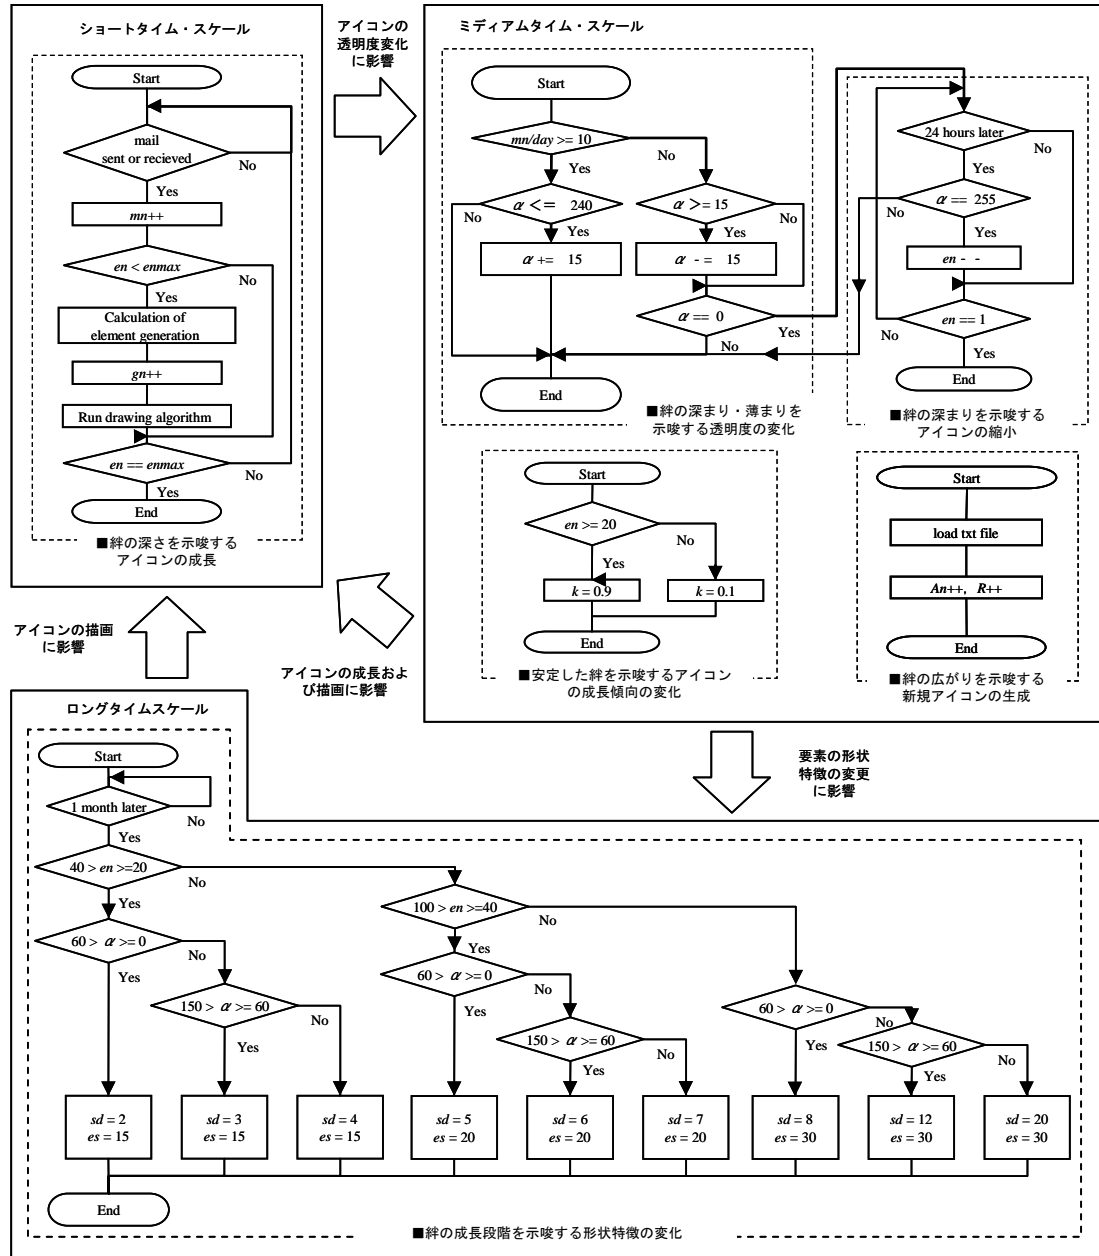 ショートタイム・スケール
Start
mail
sent or recieved
No
Yes
mn++
en < enmax
No
Yes
Calculation of
element generation
gn++
Run drawing algorithm
en == enmax
No
Yes
End
■絆の深さを示唆する
アイコンの成長
アイコンの
透明度変化
に影響
ミディアムタイム・スケール
Start
mn/day >= 10
No
Yes
α <= 240
No
Yes
α += 15
α >= 15
No
Yes
α -= 15
α == 0
Yes
No
End
■絆の深まり・薄まりを
示唆する透明度の変化
24 hours later
No
Yes
α == 255
No
Yes
en - -
en == 1
No
Yes
End
■絆の深まりを示唆する
アイコンの縮小
Start
en >= 20
No
Yes
k = 0.9
k = 0.1
End
■安定した絆を示唆するアイコン
の成長傾向の変化
Start
load txt file
An++, R++
End
■絆の広がりを示唆する
新規アイコンの生成
アイコンの描画
に影響
アイコンの成長およ
び描画に影響
要素の形状
特徴の変更
に影響
ロングタイムスケール
Start
1 month later
No
Yes
40 > en >=20
No
Yes
60 > α >= 0
No
Yes
150 > α >= 60
No
Yes
100 > en >=40
No
Yes
60 > α >= 0
No
Yes
150 > α >= 60
No
Yes
60 > α >= 0
No
Yes
150 > α >= 60
No
Yes
sd = 2
es = 15
sd = 3
es = 15
sd = 4
es = 15
sd = 5
es = 20
sd = 6
es = 20
sd = 7
es = 20
sd = 8
es = 30
sd = 12
es = 30
sd = 20
es = 30
End
■絆の成長段階を示唆する形状特徴の変化